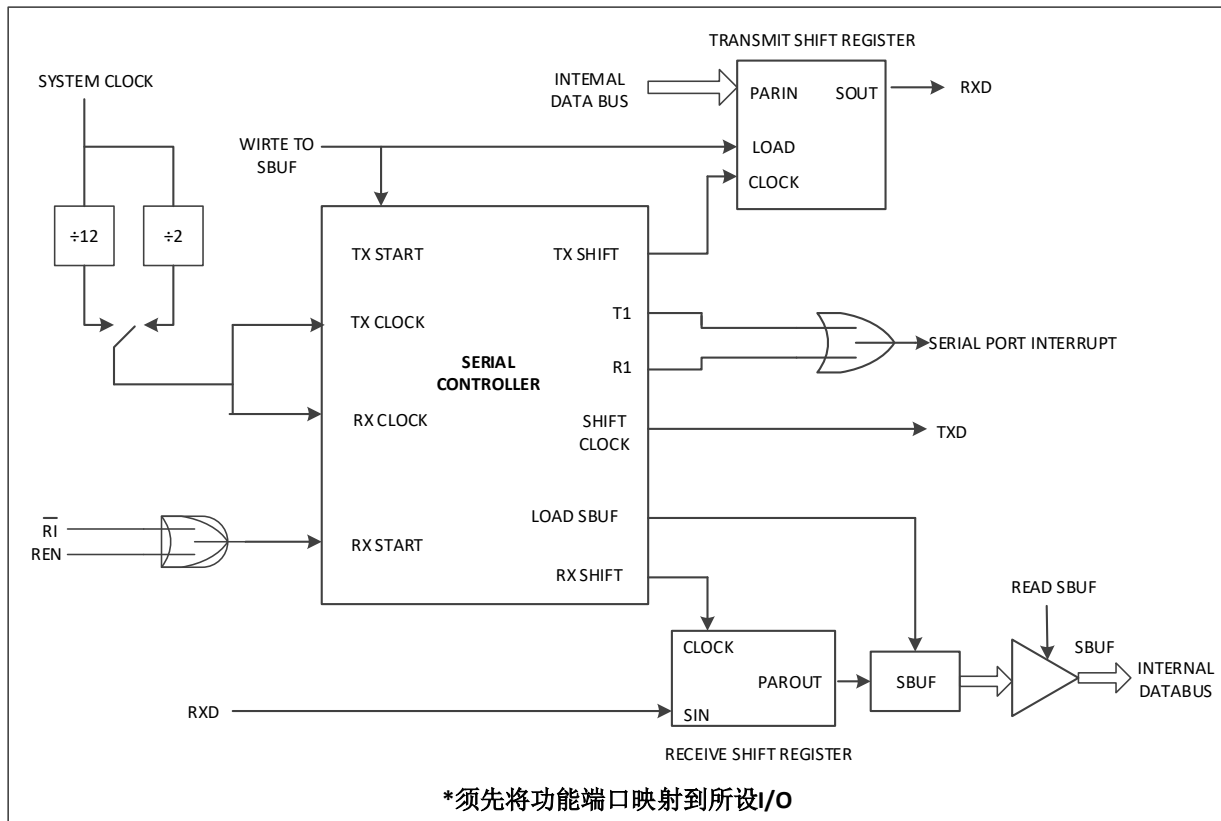 TRANSMIT SHIFT REGISTER
SYSTEM CLOCK
INTEMAL
DATA BUS
PARIN
SOUT
RXD
WIRTE TO
SBUF
LOAD
CLOCK
÷12
÷2
TX START
TX SHIFT
T1
TX CLOCK
SERIAL PORT INTERRUPT
SERIAL
CONTROLLER
R1
RX CLOCK
SHIFT
CLOCK
TXD
LOAD SBUF
RI
REN
RX START
RX SHIFT
READ SBUF
CLOCK
SBUF
PAROUT
SBUF
INTERNAL
DATABUS
RXD
SIN
RECEIVE SHIFT REGISTER
*须先将功能端口映射到所设I/O